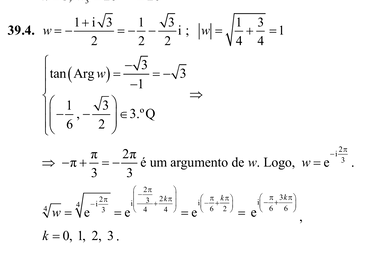 39.4. w = −(1 + i√3)/2 = −1/2 − (√3/2)i ; |w| = √(1/4 + 3/4) = 1
{ tan(Arg w) = (−√3)/(−1) = −√3 ⇒
(−1/6, −√3/2) ∈ 3.º Q
⇒ −π + π/3 = −2π/3 é um argumento de w. Logo, w = e^(−i 2π/3) .
⁴√w = ⁴√(e^(−i 2π/3)) = e^(i(−(2π/3)/4 + 2kπ/4)) = e^(i(−π/6 + kπ/2)) = e^(i(−π/6 + 3kπ/6)) ,
k = 0, 1, 2, 3 .